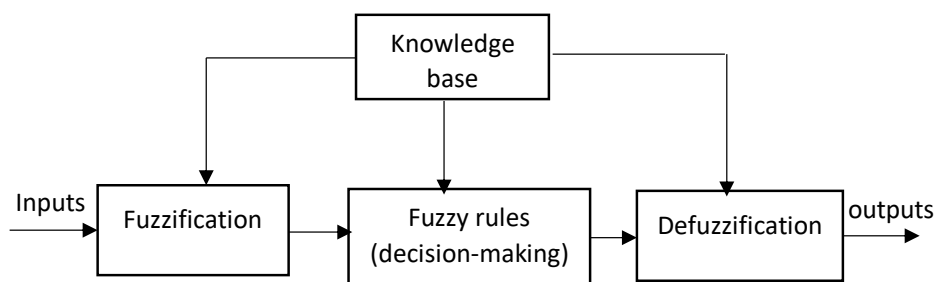 Knowledge
base
Inputs
Fuzzification
Fuzzy rules
(decision-making)
Defuzzification
outputs